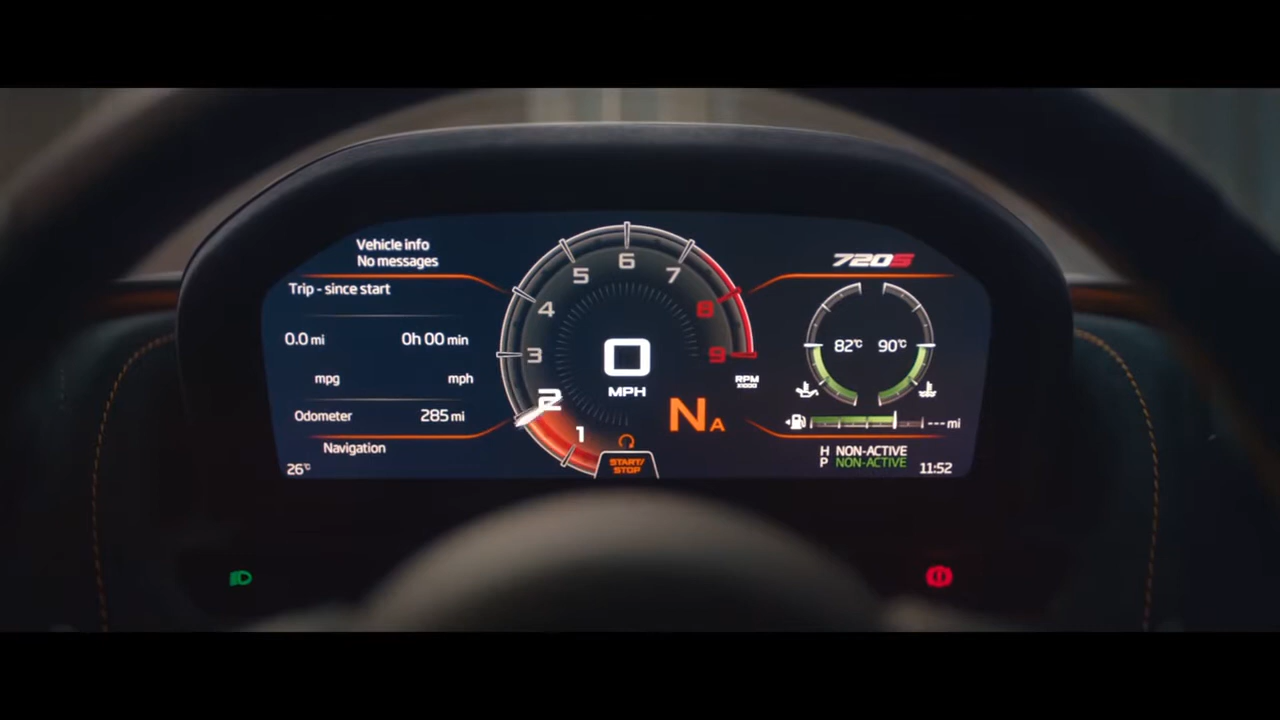 Vehicle info
No messages
Trip - since start
0.0 mi 0h 00 min
mpg mph
Odometer 285 mi
Navigation
26°C
1
2
3
4
5
6
7
8
9
0
MPH
RPM
X1000
NA
START/
STOP
720S
82°C 90°C
--- mi
H NON-ACTIVE
P NON-ACTIVE
11:52